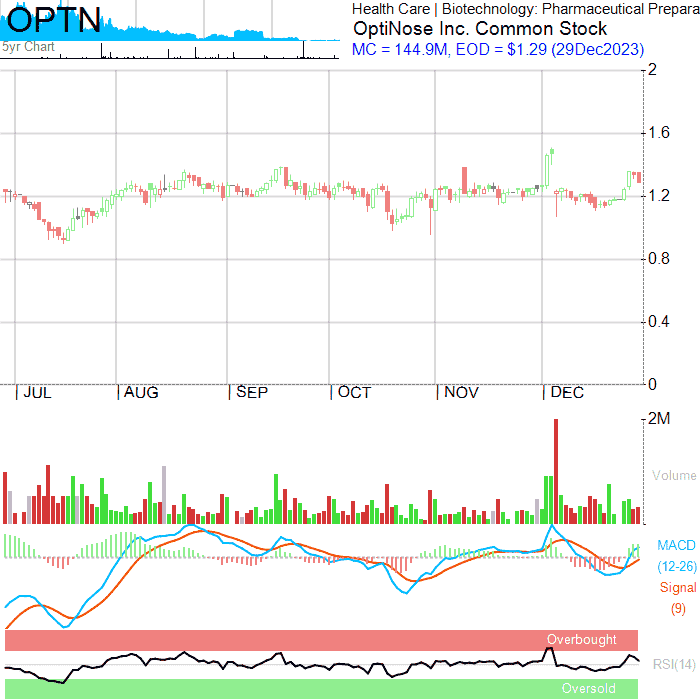 OPTN
Health Care | Biotechnology: Pharmaceutical Prepara
OptiNose Inc. Common Stock
5yr Chart
MC = 144.9M, EOD = $1.29 (29Dec2023)
2
1.6
1.2
0.8
0.4
0
| JUL | AUG | SEP | OCT | NOV | DEC
2M
Volume
MACD
(12-26)
Signal
(9)
Overbought
RSI(14)
Oversold